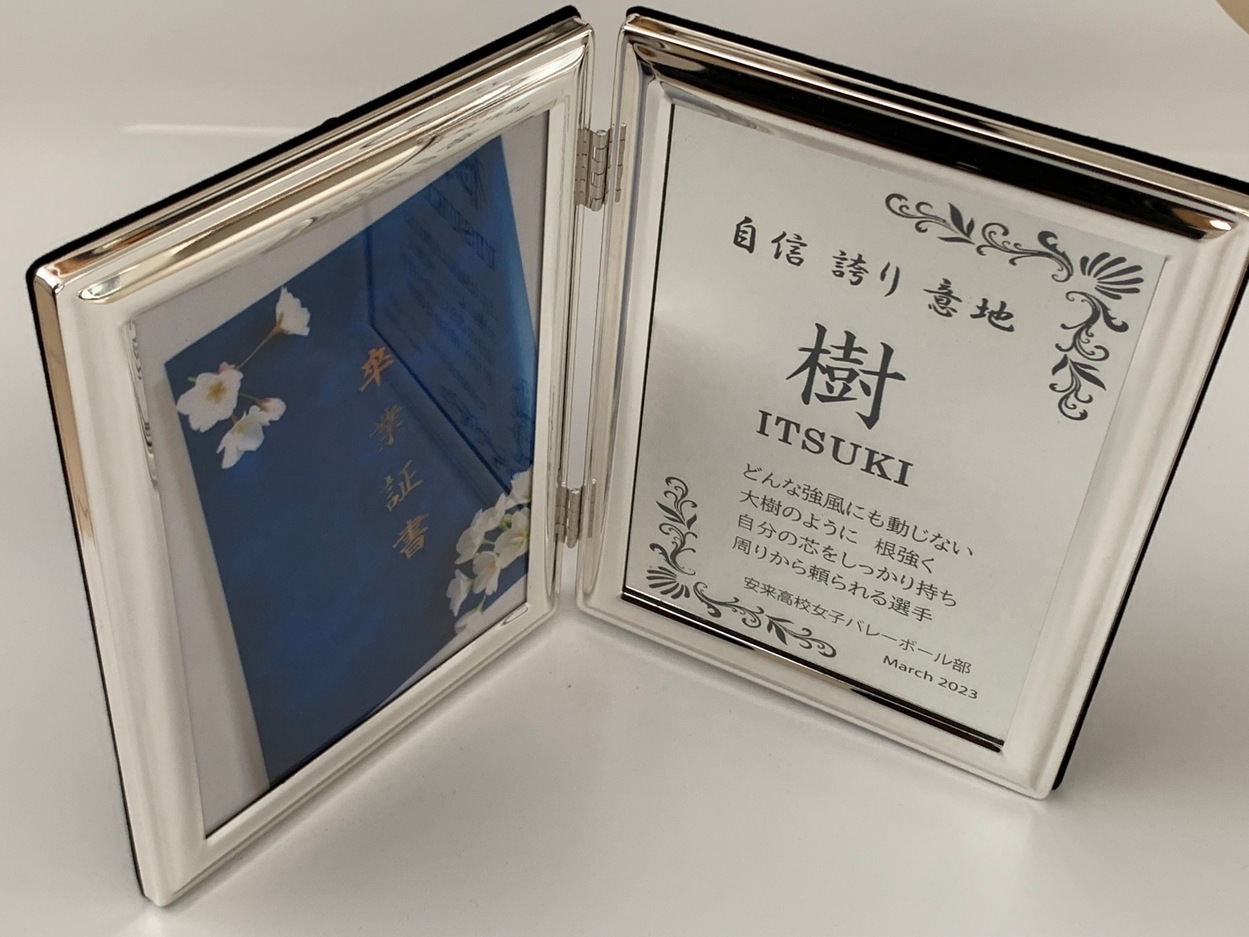 卒業証書
自信 誇り 意地
樹
ITSUKI
どんな強風にも動じない
大樹のように 根強く
自分の芯をしっかり持ち
周りから頼られる選手
安来高校女子バレーボール部
March 2023